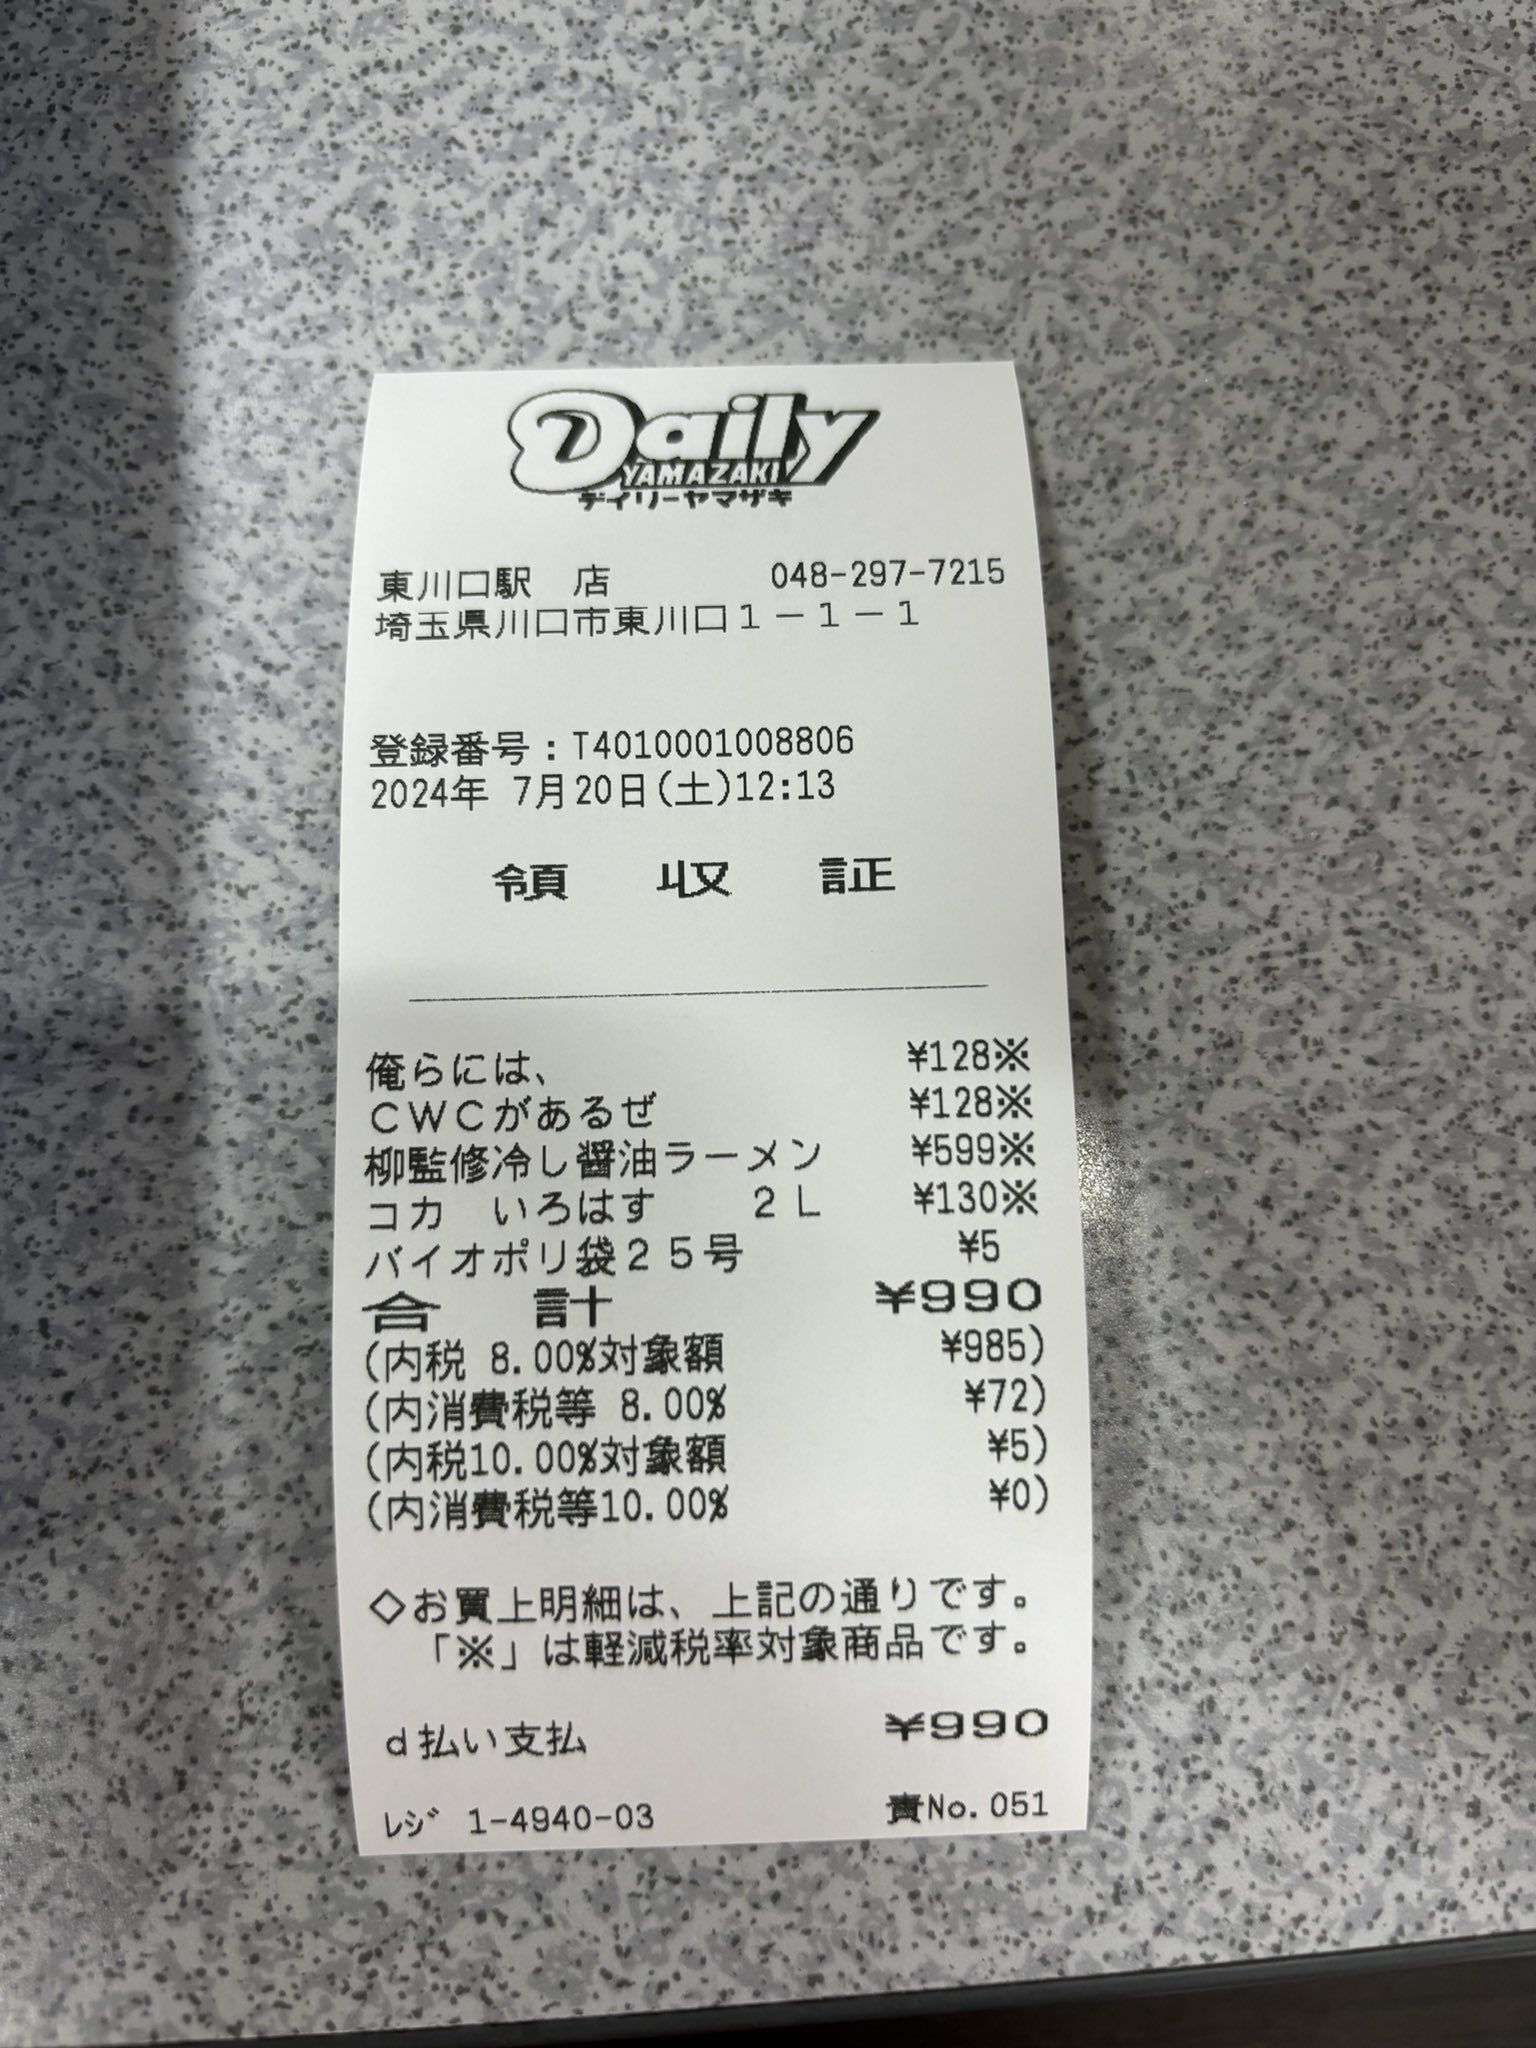 Daily
YAMAZAKI
デイリーヤマザキ
東川口駅　店 048-297-7215
埼玉県川口市東川口１－１－１
登録番号：T4010001008806
2024年 7月20日(土)12:13
領　収　証
俺らには、 ¥128※
ＣＷＣがあるぜ ¥128※
柳監修冷し醤油ラーメン ¥599※
コカ　いろはす　　２Ｌ ¥130※
バイオポリ袋２５号 ¥5
合　計 ¥990
(内税 8.00%対象額 ¥985)
(内消費税等 8.00% ¥72)
(内税10.00%対象額 ¥5)
(内消費税等10.00% ¥0)
◇お買上明細は、上記の通りです。
「※」は軽減税率対象商品です。
ｄ払い支払 ¥990
ﾚｼﾞ 1-4940-03 責No.051